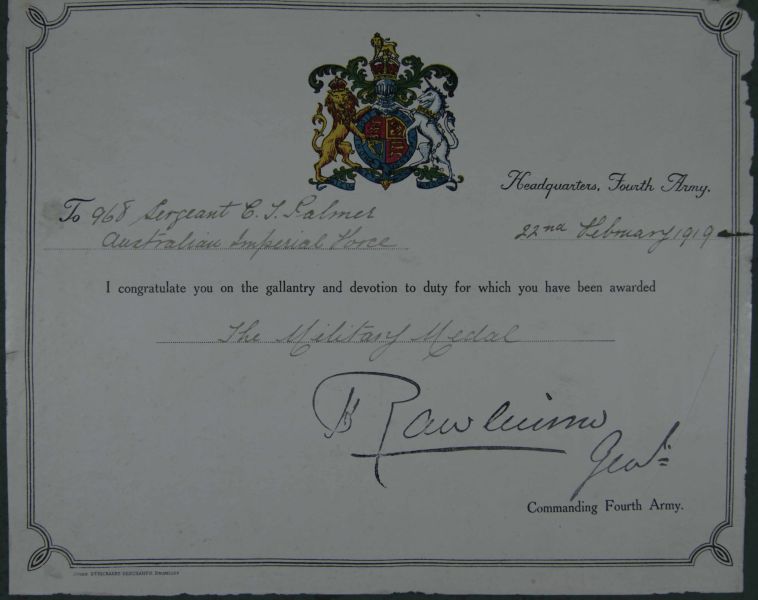 Headquarters, Fourth Army.
To 968 Sergeant C. J. Palmer
Australian Imperial Force
22nd February 1919
I congratulate you on the gallantry and devotion to duty for which you have been awarded
The Military Medal
Rawlinson
Genl:
Commanding Fourth Army.